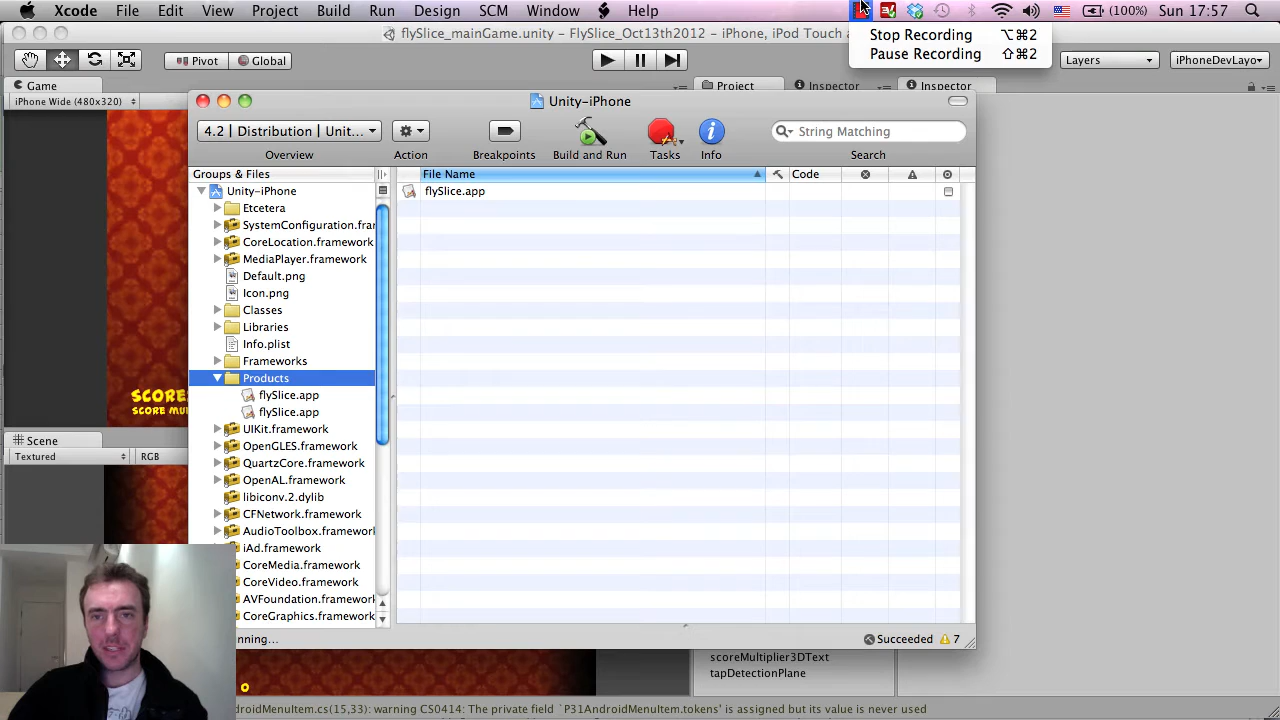 Xcode File Edit View Project Build Run Design SCM Window Help (100%) Sun 17:57
Stop Recording ⌥⌘2
Pause Recording ⇧⌘2
flySlice_mainGame.unity - FlySlice_Oct13th2012 - iPhone, iPod Touch
Pivot Global Layers iPhoneDevLayo
Game Project Inspector Inspector
iPhone Wide (480x320)
Unity-iPhone
4.2 | Distribution | Unit... String Matching
Overview Action Breakpoints Build and Run Tasks Info Search
Groups & Files File Name Code
Unity-iPhone flySlice.app
Etcetera
SystemConfiguration.fra
CoreLocation.framework
MediaPlayer.framework
Default.png
Icon.png
Classes
Libraries
Info.plist
Frameworks
Products
flySlice.app
flySlice.app
SCORE
SCORE MU
UIKit.framework
Scene
OpenGLES.framework
Textured RGB
QuartzCore.framework
OpenAL.framework
libiconv.2.dylib
CFNetwork.framework
AudioToolbox.framework
iAd.framework
CoreMedia.framework
CoreVideo.framework
AVFoundation.framework
CoreGraphics.framework
nning... Succeeded 7
scoreMultiplier3DText
tapDetectionPlane
ndroidMenuItem.cs(15,33): warning CS0414: The private field `P31AndroidMenuItem.tokens' is assigned but its value is never used